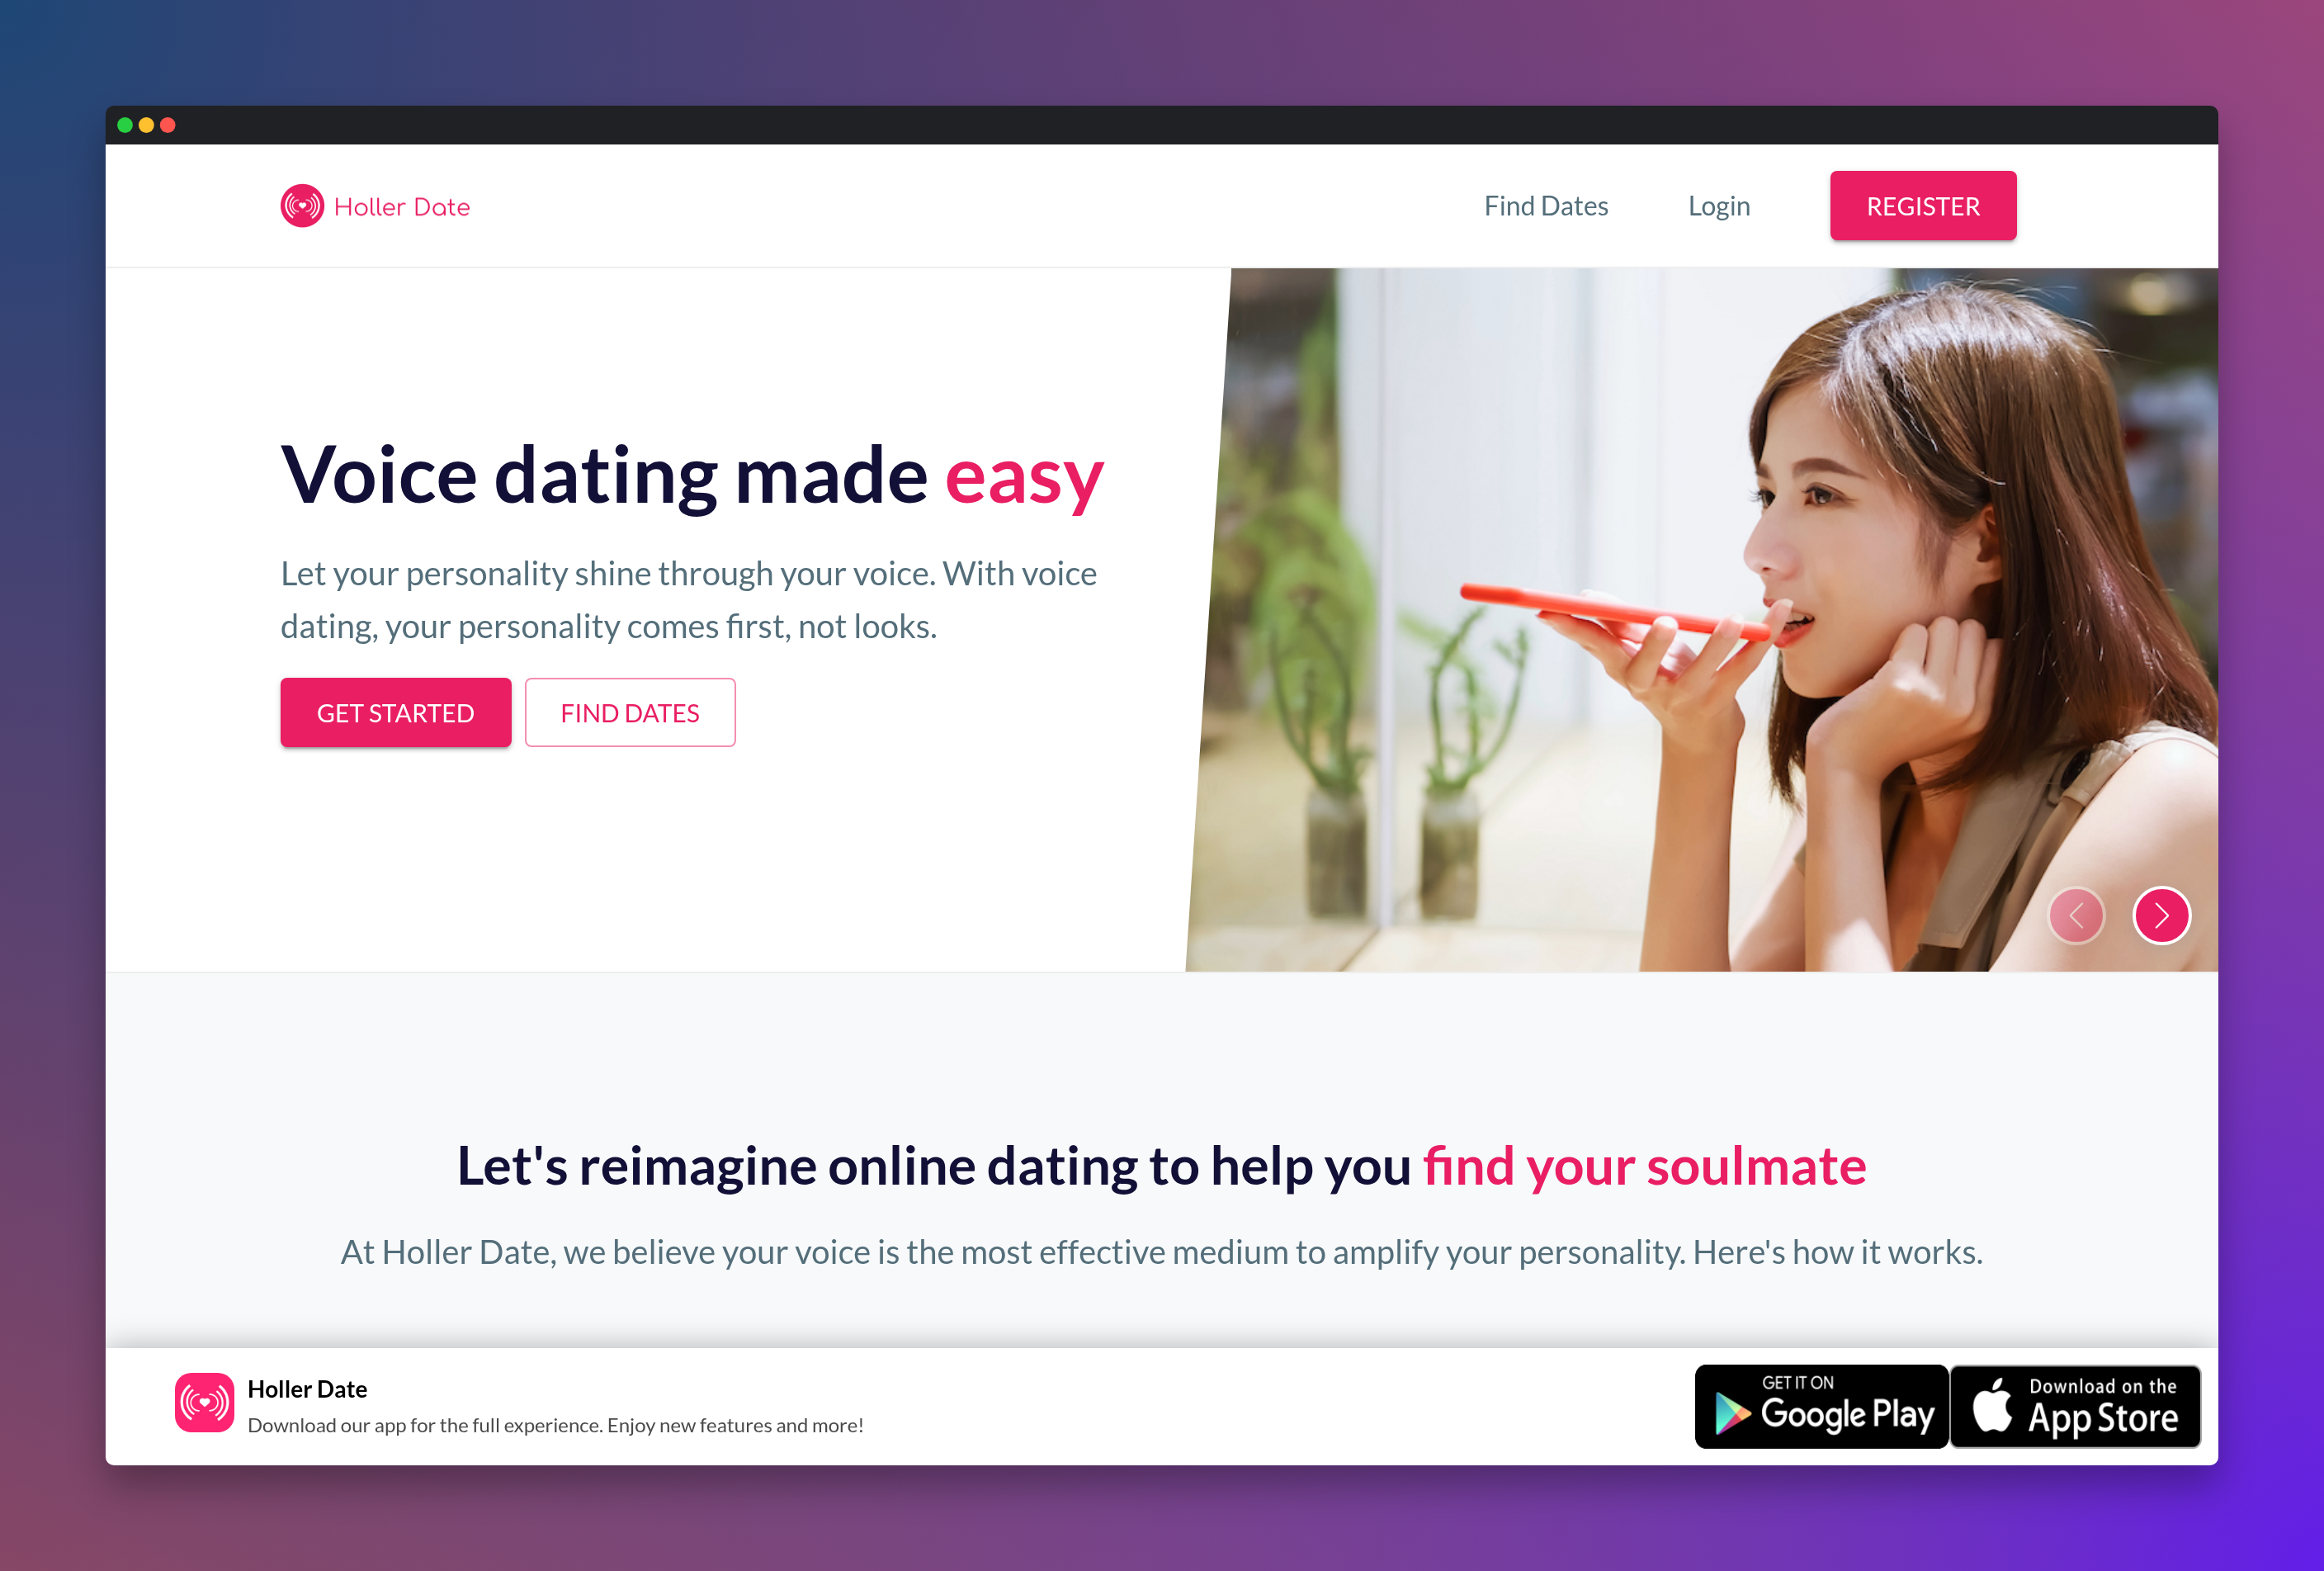 Holler Date
Find Dates
Login
REGISTER
Voice dating made easy
Let your personality shine through your voice. With voice
dating, your personality comes first, not looks.
GET STARTED
FIND DATES
Let's reimagine online dating to help you find your soulmate
At Holler Date, we believe your voice is the most effective medium to amplify your personality. Here's how it works.
Holler Date
Download our app for the full experience. Enjoy new features and more!
GET IT ON
Google Play
Download on the
App Store